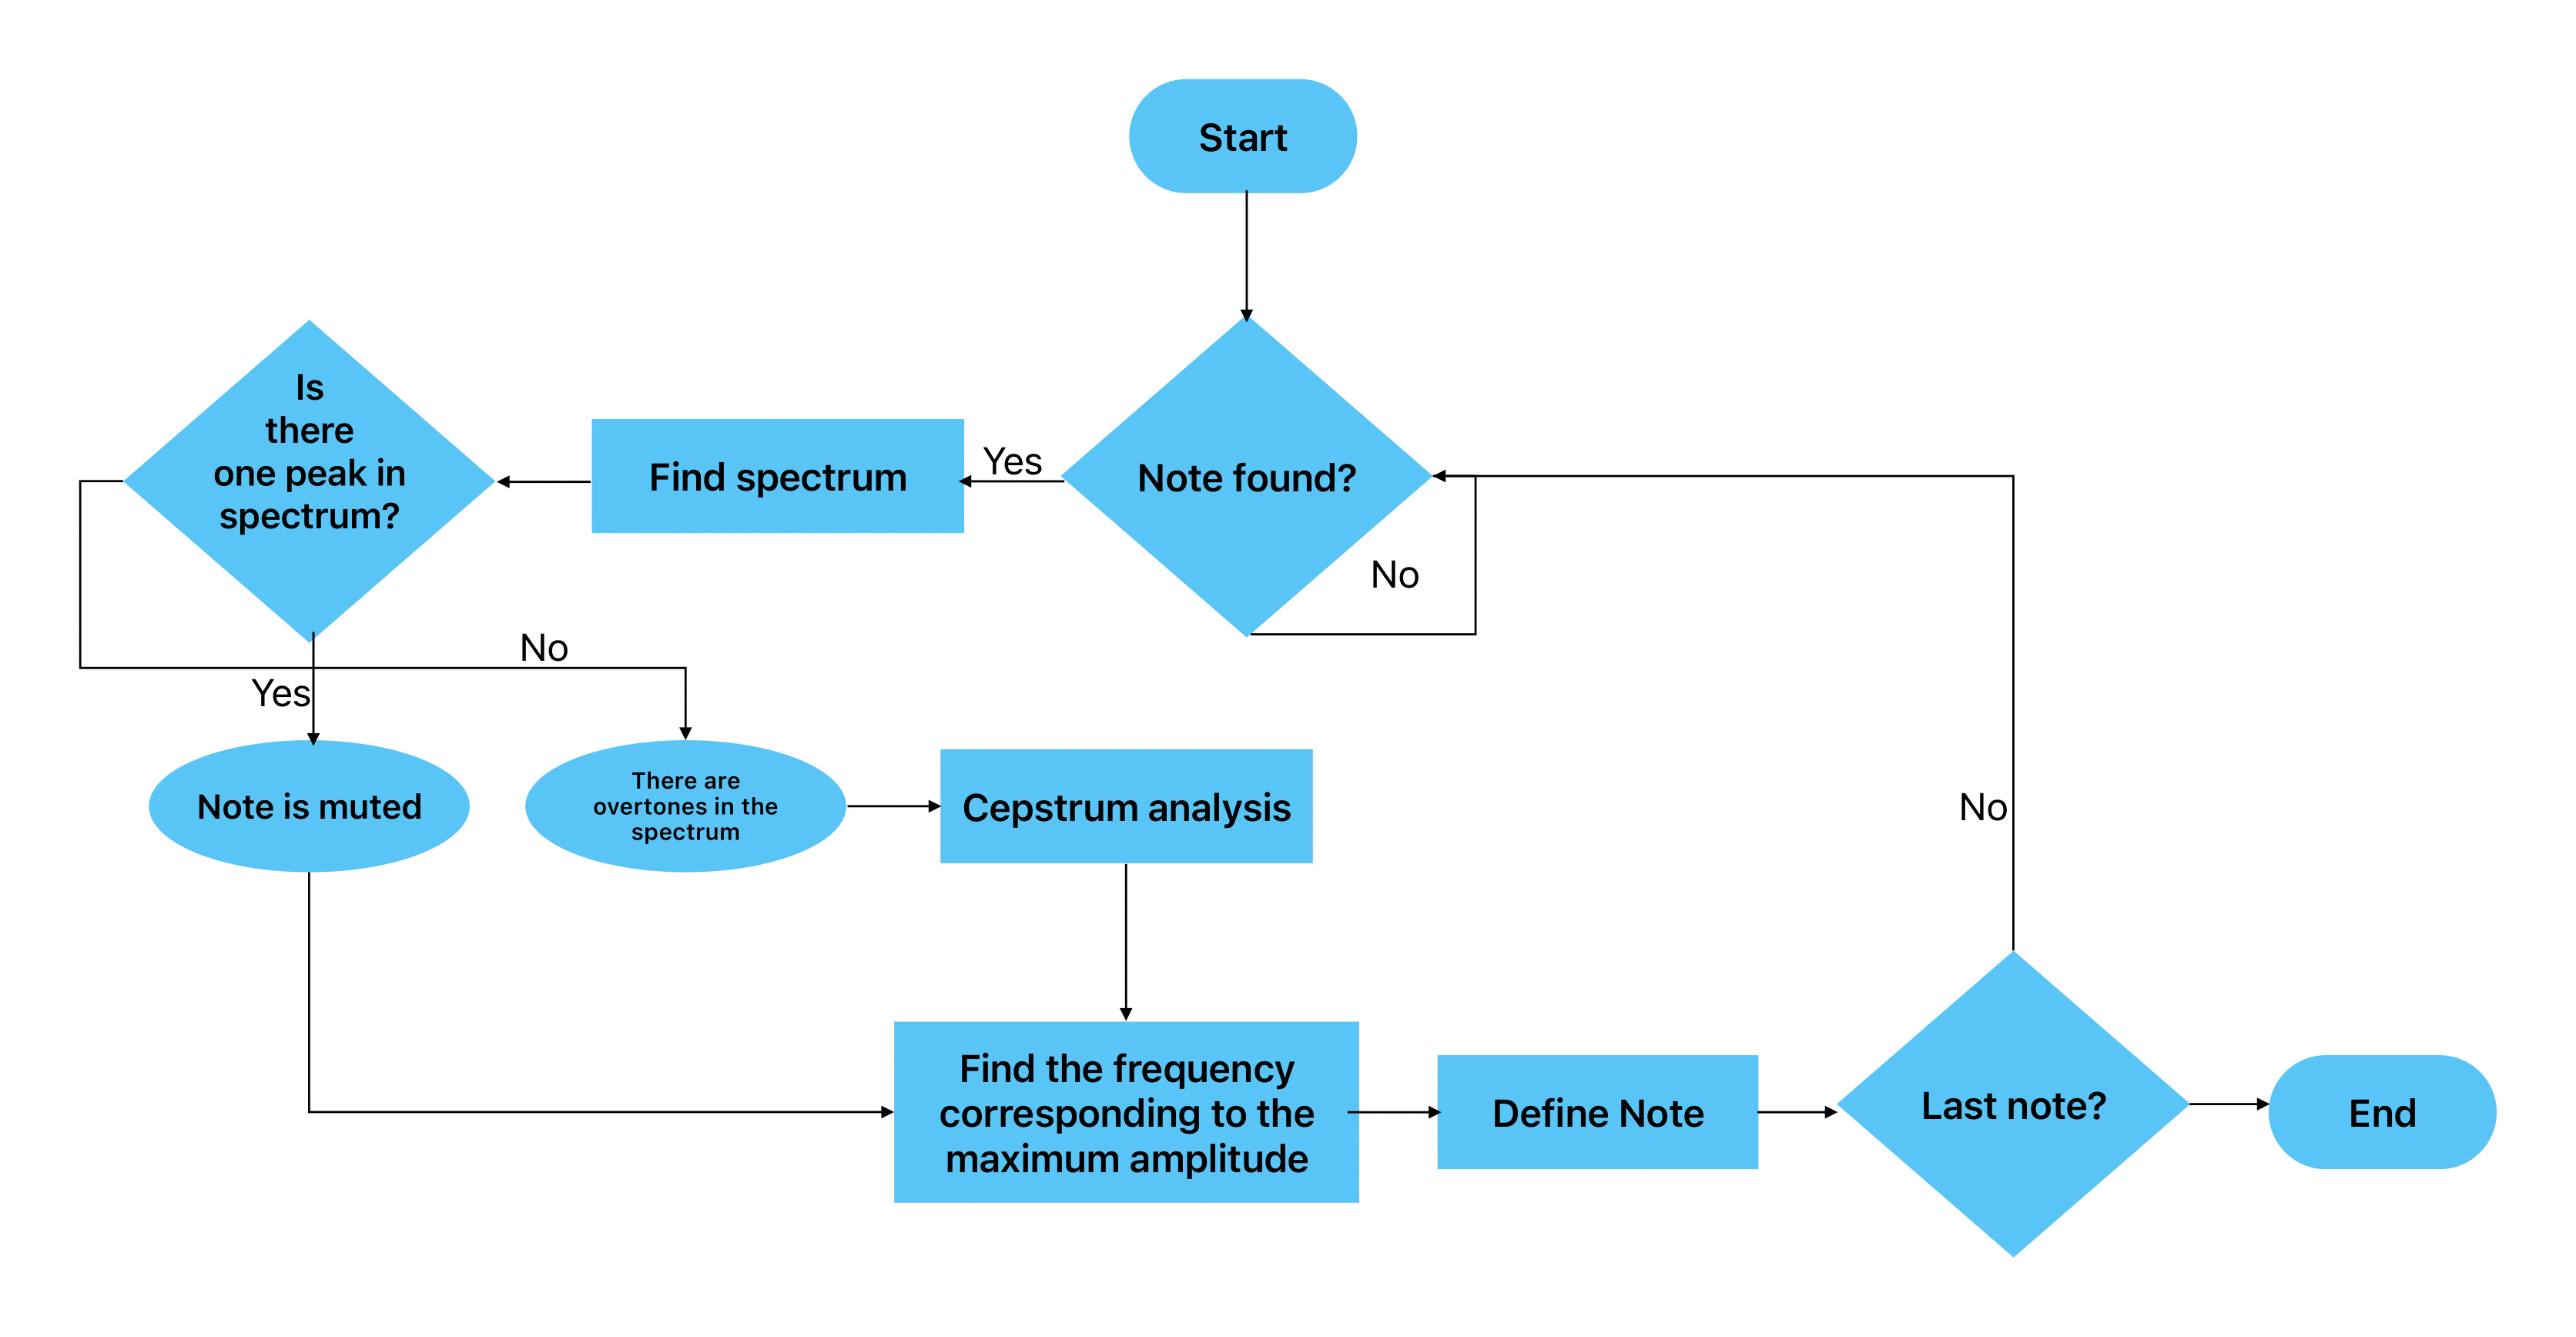 Start
Is
there
one peak in
spectrum?
Find spectrum
Yes
Note found?
No
No
Yes
Note is muted
There are
overtones in the
spectrum
Cepstrum analysis
No
Find the frequency
corresponding to the
maximum amplitude
Define Note
Last note?
End